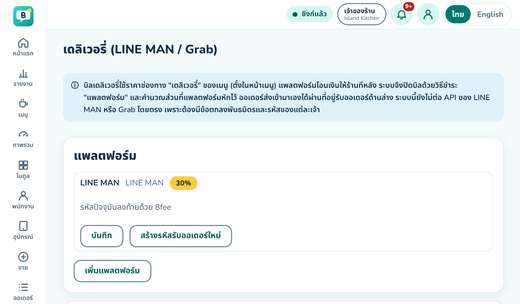 ซิงก์แล้ว
เจ้าของร้าน
Island Kitchen
9+
ไทย
English
B
หน้าแรก
รายงาน
เมนู
ภาพรวม
โมดูล
พนักงาน
อุปกรณ์
ขาย
ออเดอร์
เดลิเวอรี่ (LINE MAN / Grab)
บิลเดลิเวอรี่ใช้ราคาช่องทาง "เดลิเวอรี่" ของเมนู (ตั้งในหน้าเมนู) แพลตฟอร์มโอนเงินให้ร้านทีหลัง ระบบจึงปิดบิลด้วยวิธีชำระ
"แพลตฟอร์ม" และคำนวณส่วนที่แพลตฟอร์มหักไว้ ออเดอร์ส่งเข้ามาเองได้ผ่านที่อยู่รับออเดอร์ด้านล่าง ระบบนี้ยังไม่ต่อ API ของ LINE
MAN หรือ Grab โดยตรง เพราะต้องมีข้อตกลงพันธมิตรและรหัสของแต่ละเจ้า
แพลตฟอร์ม
LINE MAN LINE MAN 30%
รหัสปัจจุบันลงท้ายด้วย 8fee
บันทึก
สร้างรหัสรับออเดอร์ใหม่
เพิ่มแพลตฟอร์ม